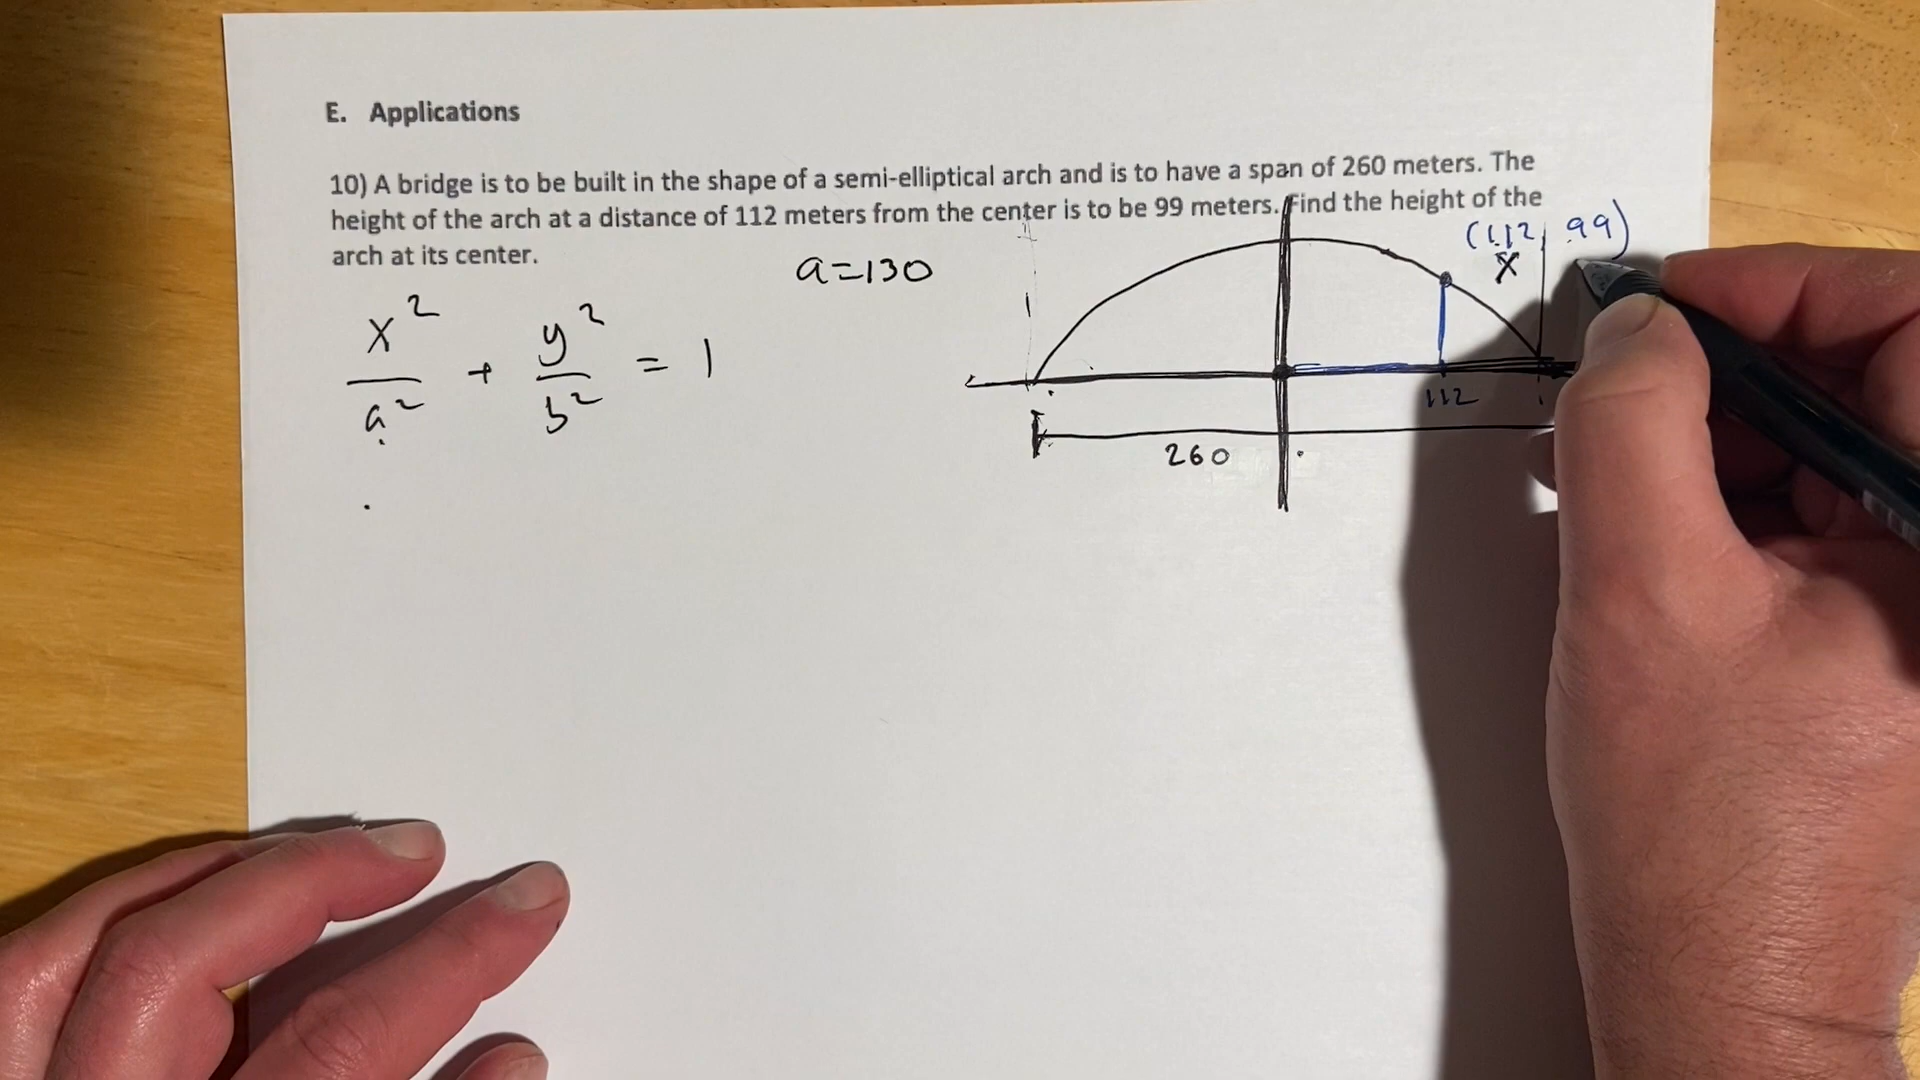 E. Applications
10) A bridge is to be built in the shape of a semi-elliptical arch and is to have a span of 260 meters. The
height of the arch at a distance of 112 meters from the center is to be 99 meters. Find the height of the
arch at its center.
a=130
(112, 99)
x
x² / a² + y² / b² = 1
112
260